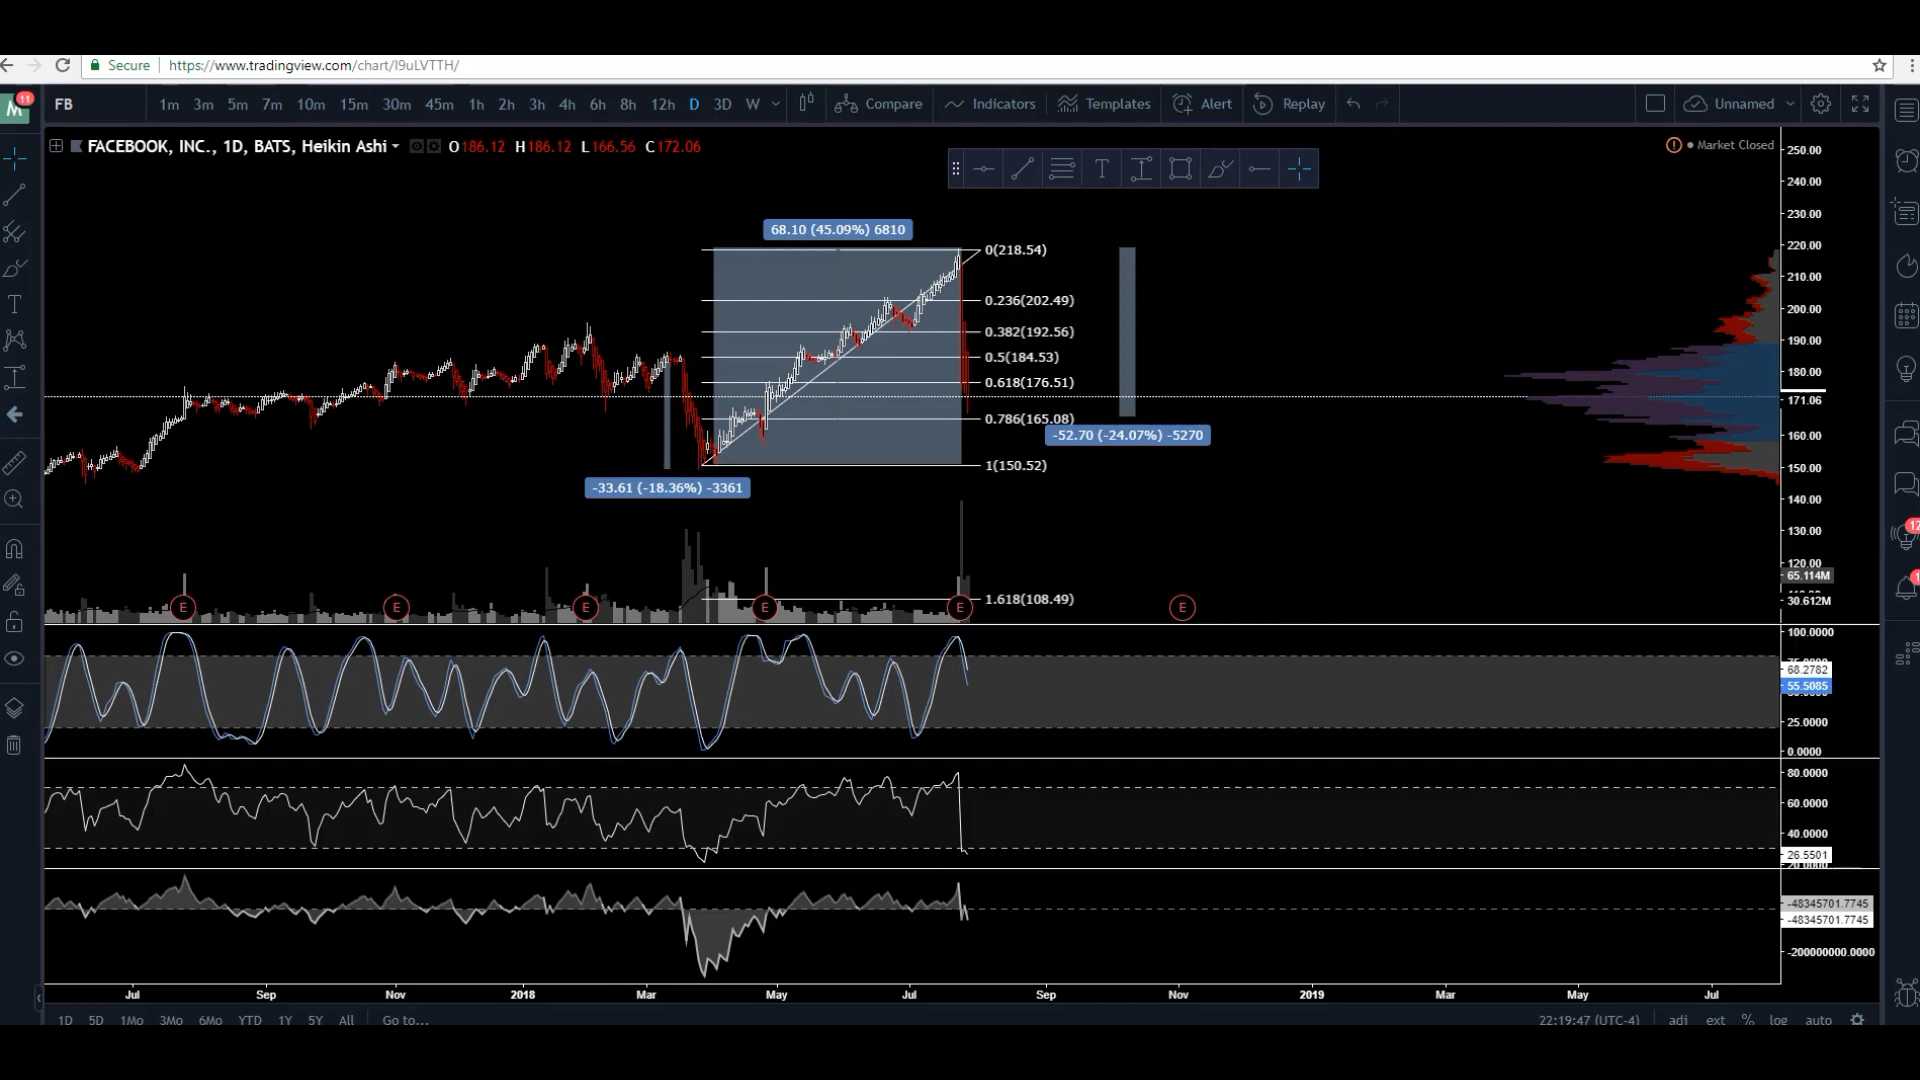 Secure https://www.tradingview.com/chart/I9uLVTTH/
M 11 FB 1m 3m 5m 7m 10m 15m 30m 45m 1h 2h 3h 4h 6h 8h 12h D 3D W Compare Indicators Templates Alert Replay Unnamed
FACEBOOK, INC., 1D, BATS, Heikin Ashi O186.12 H186.12 L166.56 C172.06
Market Closed
250.00
240.00
230.00
220.00
210.00
200.00
190.00
180.00
171.06
160.00
150.00
140.00
130.00
120.00
65.114M
30.612M
68.10 (45.09%) 6810
0(218.54)
0.236(202.49)
0.382(192.56)
0.5(184.53)
0.618(176.51)
0.786(165.08)
-52.70 (-24.07%) -5270
1(150.52)
-33.61 (-18.36%) -3361
1.618(108.49)
E E E E E E
12
100.0000
68.2782
55.5085
25.0000
0.0000
80.0000
60.0000
40.0000
26.5501
-48345701.7745
-48345701.7745
-200000000.0000
Jul Sep Nov 2018 Mar May Jul Sep Nov 2019 Mar May Jul
1D 5D 1Mo 3Mo 6Mo YTD 1Y 5Y All Go to... 22:19:47 (UTC-4) adj ext % log auto